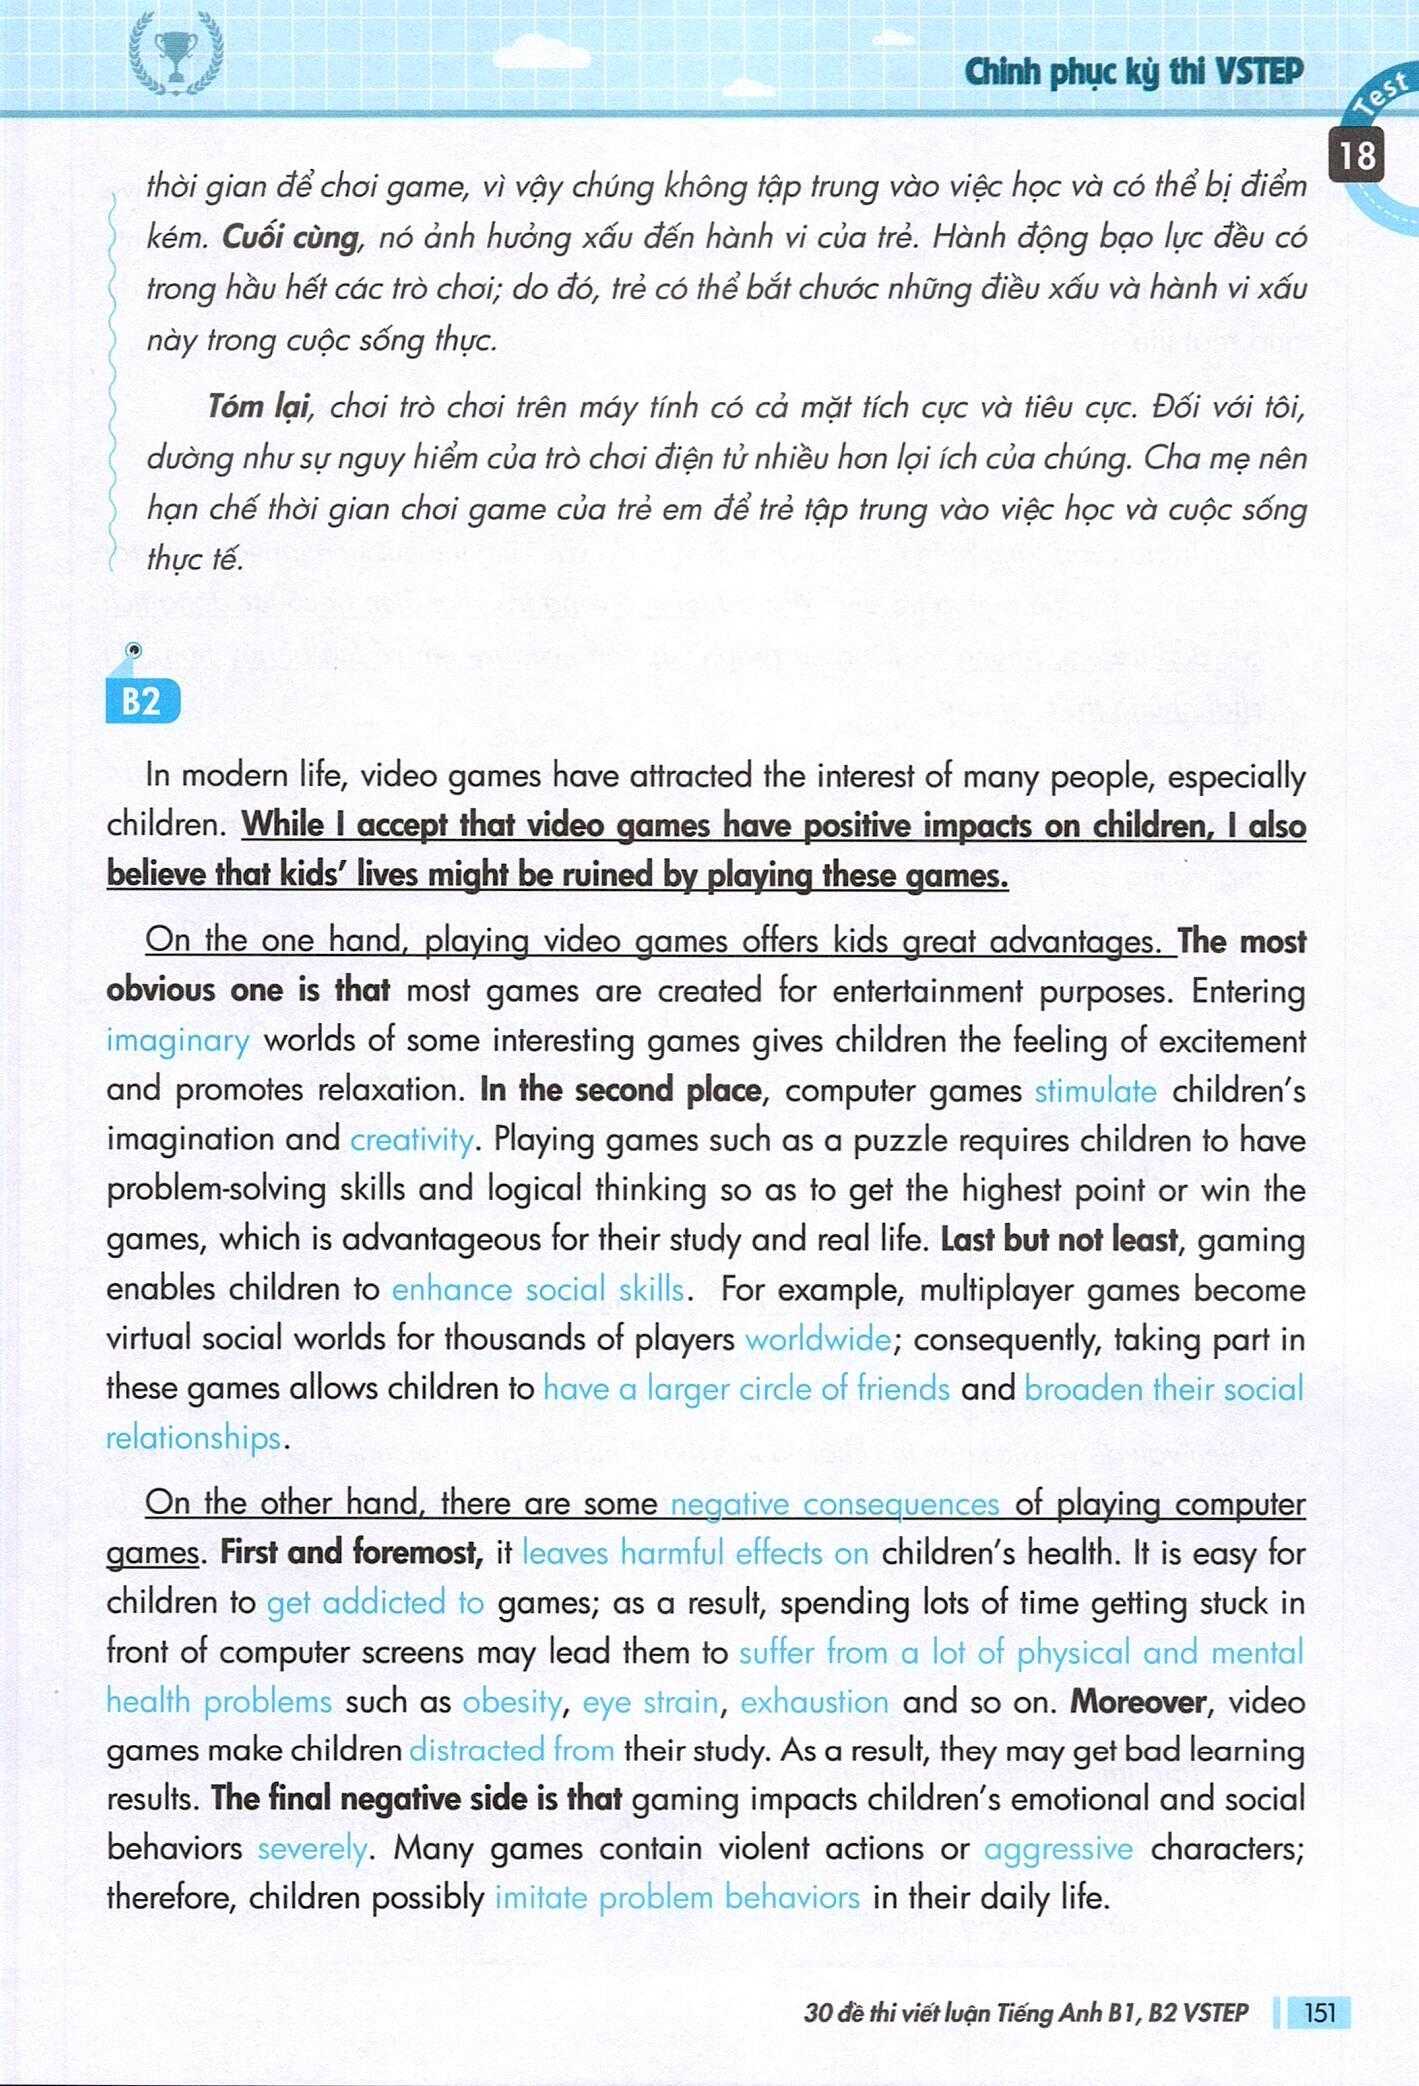 Chinh phục kỳ thi VSTEP
Test
18
thời gian để chơi game, vì vậy chúng không tập trung vào việc học và có thể bị điểm
kém. Cuối cùng, nó ảnh hưởng xấu đến hành vi của trẻ. Hành động bạo lực đều có
trong hầu hết các trò chơi; do đó, trẻ có thể bắt chước những điều xấu và hành vi xấu
này trong cuộc sống thực.
Tóm lại, chơi trò chơi trên máy tính có cả mặt tích cực và tiêu cực. Đối với tôi,
dường như sự nguy hiểm của trò chơi điện tử nhiều hơn lợi ích của chúng. Cha mẹ nên
hạn chế thời gian chơi game của trẻ em để trẻ tập trung vào việc học và cuộc sống
thực tế.
B2
In modern life, video games have attracted the interest of many people, especially
children. While I accept that video games have positive impacts on children, I also
believe that kids' lives might be ruined by playing these games.
On the one hand, playing video games offers kids great advantages. The most
obvious one is that most games are created for entertainment purposes. Entering
imaginary worlds of some interesting games gives children the feeling of excitement
and promotes relaxation. In the second place, computer games stimulate children's
imagination and creativity. Playing games such as a puzzle requires children to have
problem-solving skills and logical thinking so as to get the highest point or win the
games, which is advantageous for their study and real life. Last but not least, gaming
enables children to enhance social skills. For example, multiplayer games become
virtual social worlds for thousands of players worldwide; consequently, taking part in
these games allows children to have a larger circle of friends and broaden their social
relationships.
On the other hand, there are some negative consequences of playing computer
games. First and foremost, it leaves harmful effects on children's health. It is easy for
children to get addicted to games; as a result, spending lots of time getting stuck in
front of computer screens may lead them to suffer from a lot of physical and mental
health problems such as obesity, eye strain, exhaustion and so on. Moreover, video
games make children distracted from their study. As a result, they may get bad learning
results. The final negative side is that gaming impacts children's emotional and social
behaviors severely. Many games contain violent actions or aggressive characters;
therefore, children possibly imitate problem behaviors in their daily life.
30 đề thi viết luận Tiếng Anh B1, B2 VSTEP 151